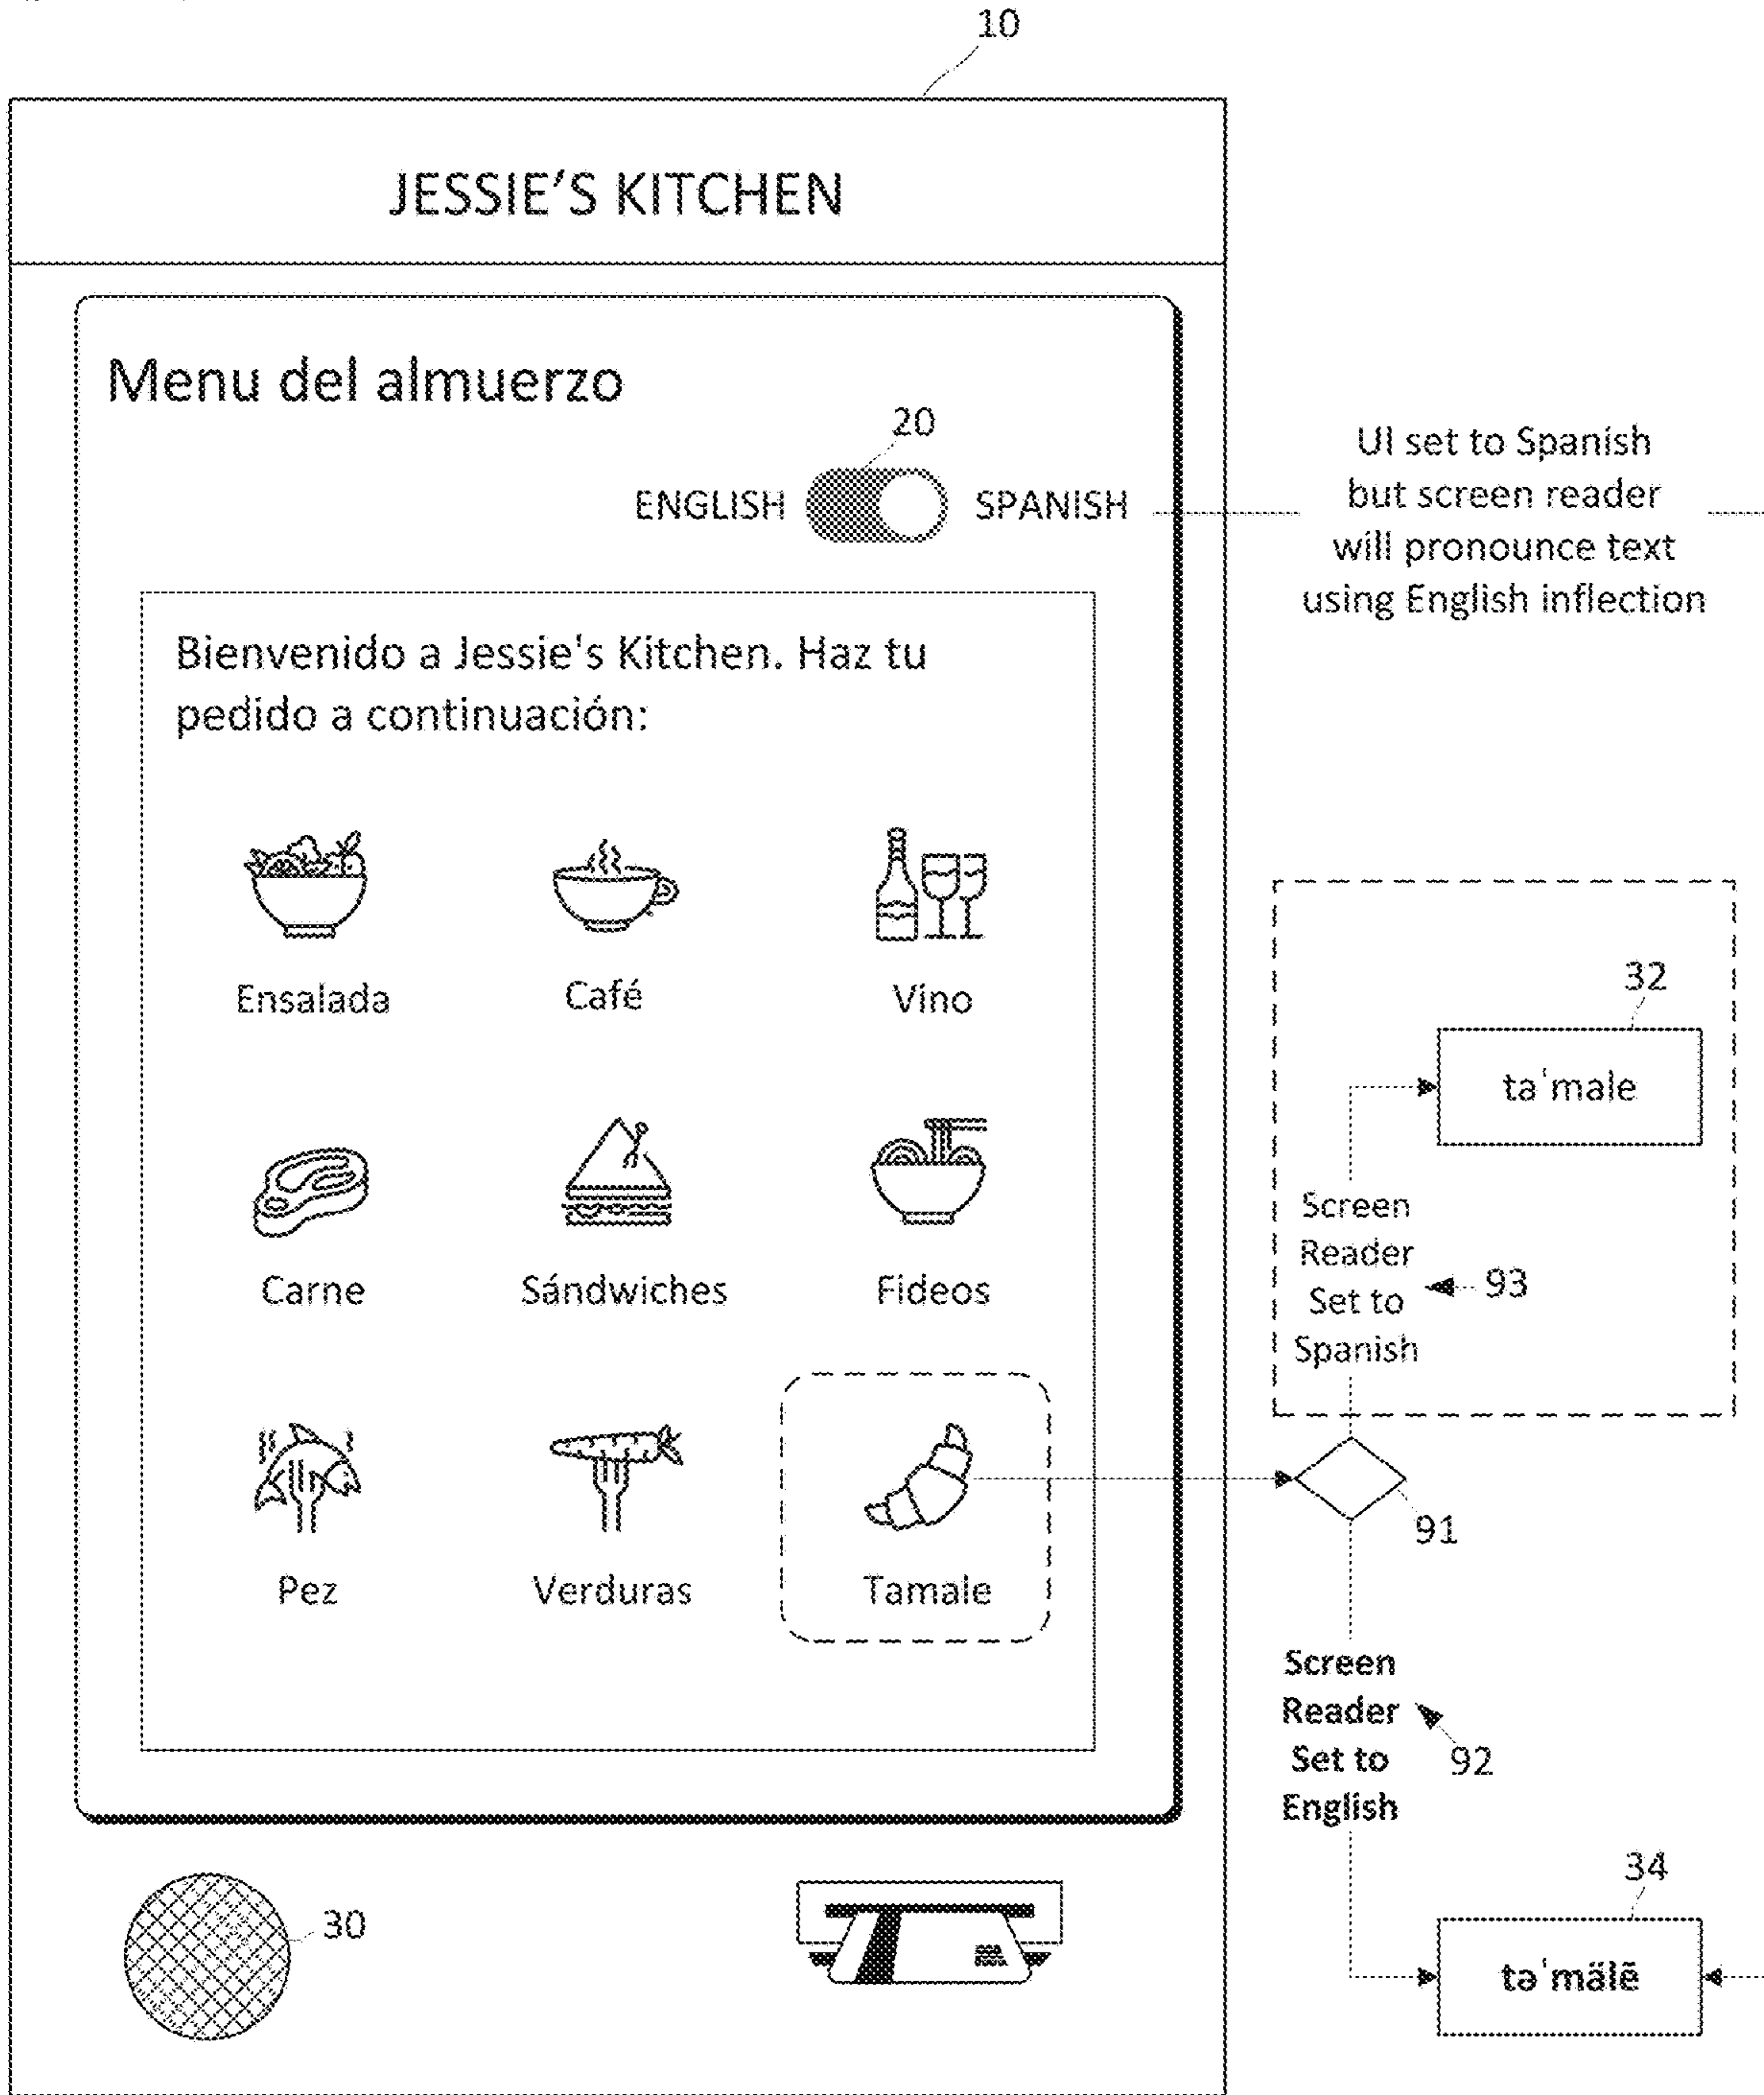 10
JESSIE'S KITCHEN
Menu del almuerzo
20
ENGLISH SPANISH
UI set to Spanish
but screen reader
will pronounce text
using English inflection
Bienvenido a Jessie's Kitchen. Haz tu
pedido a continuación:
Ensalada Café Vino
32
ta'male
Screen
Reader
Set to
Spanish
93
Carne Sándwiches Fideos
91
Pez Verduras Tamale
Screen
Reader
Set to
English
92
34
tə'mälē
30